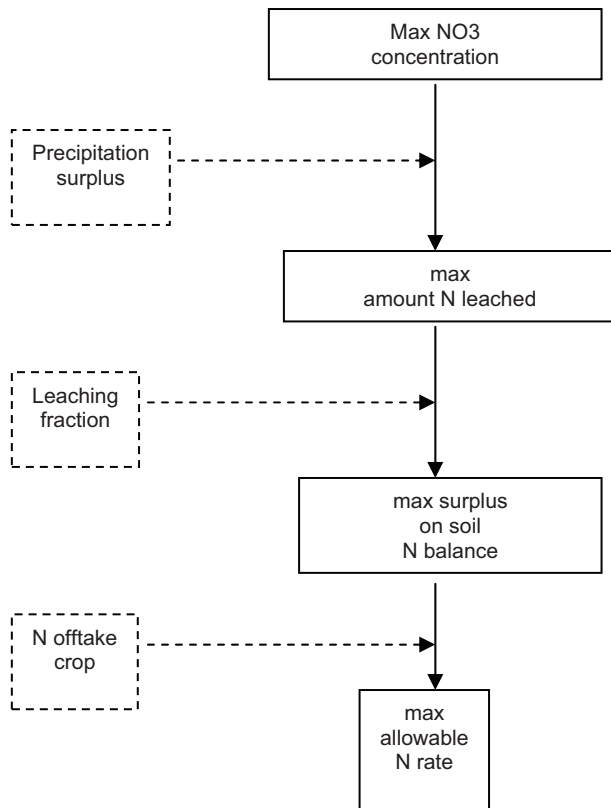 Max NO3
concentration
Precipitation
surplus
max
amount N leached
Leaching
fraction
max surplus
on soil
N balance
N offtake
crop
max
allowable
N rate